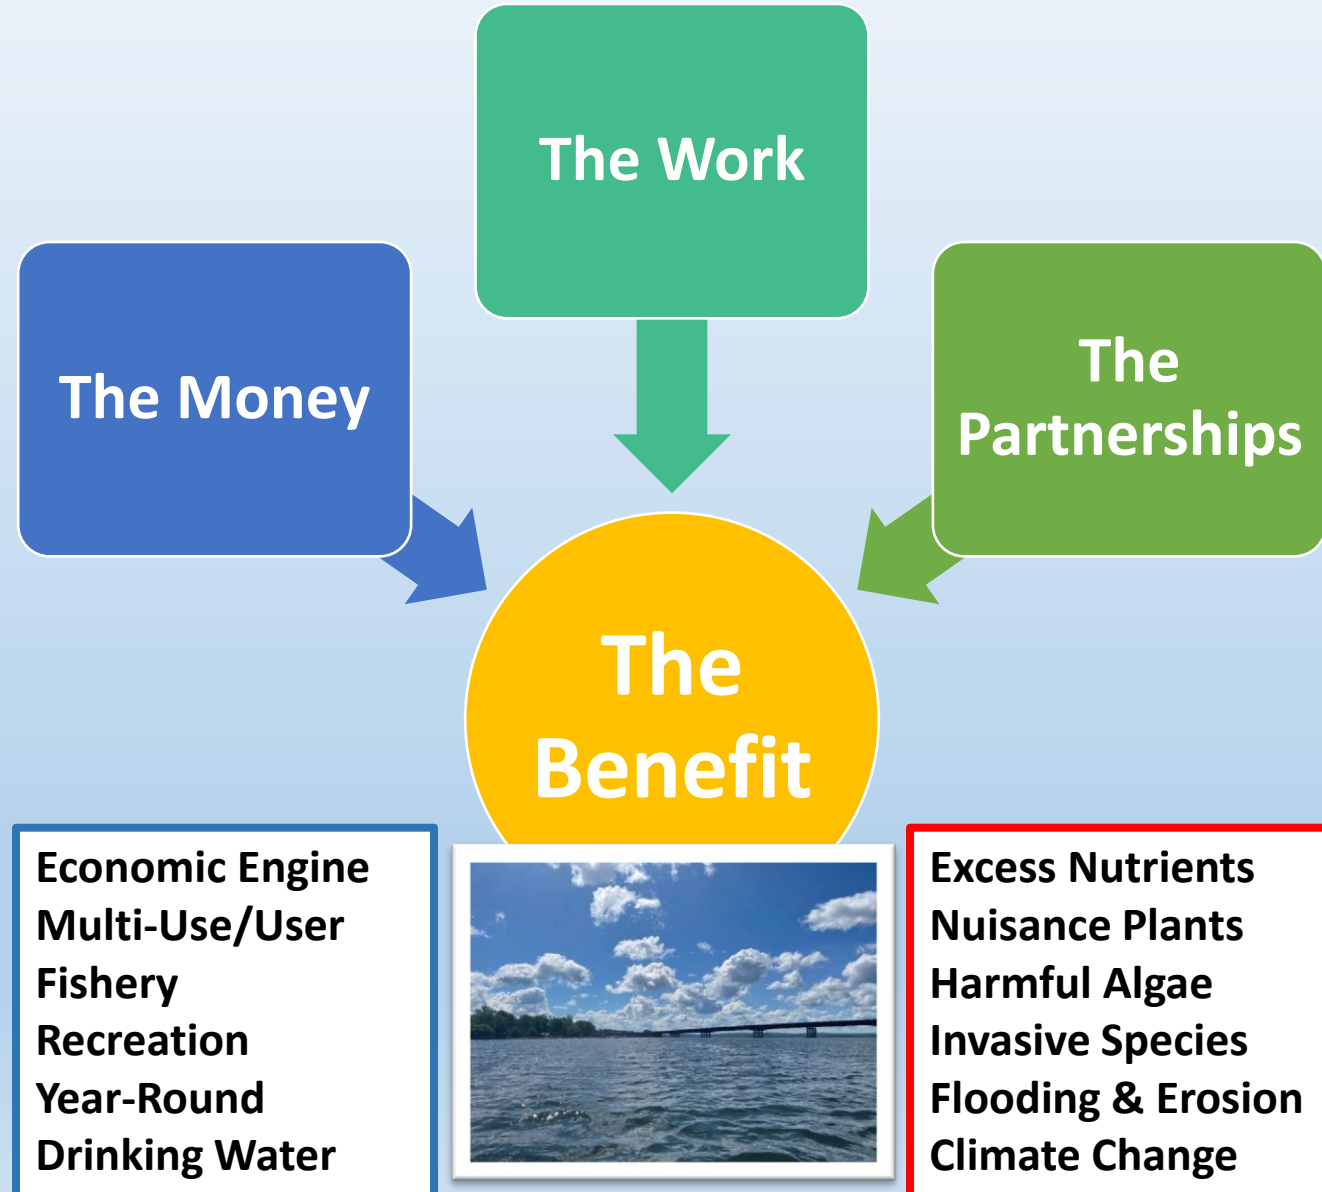 The Work
The Money
The
Partnerships
The
Benefit
Economic Engine
Multi-Use/User
Fishery
Recreation
Year-Round
Drinking Water
Excess Nutrients
Nuisance Plants
Harmful Algae
Invasive Species
Flooding & Erosion
Climate Change